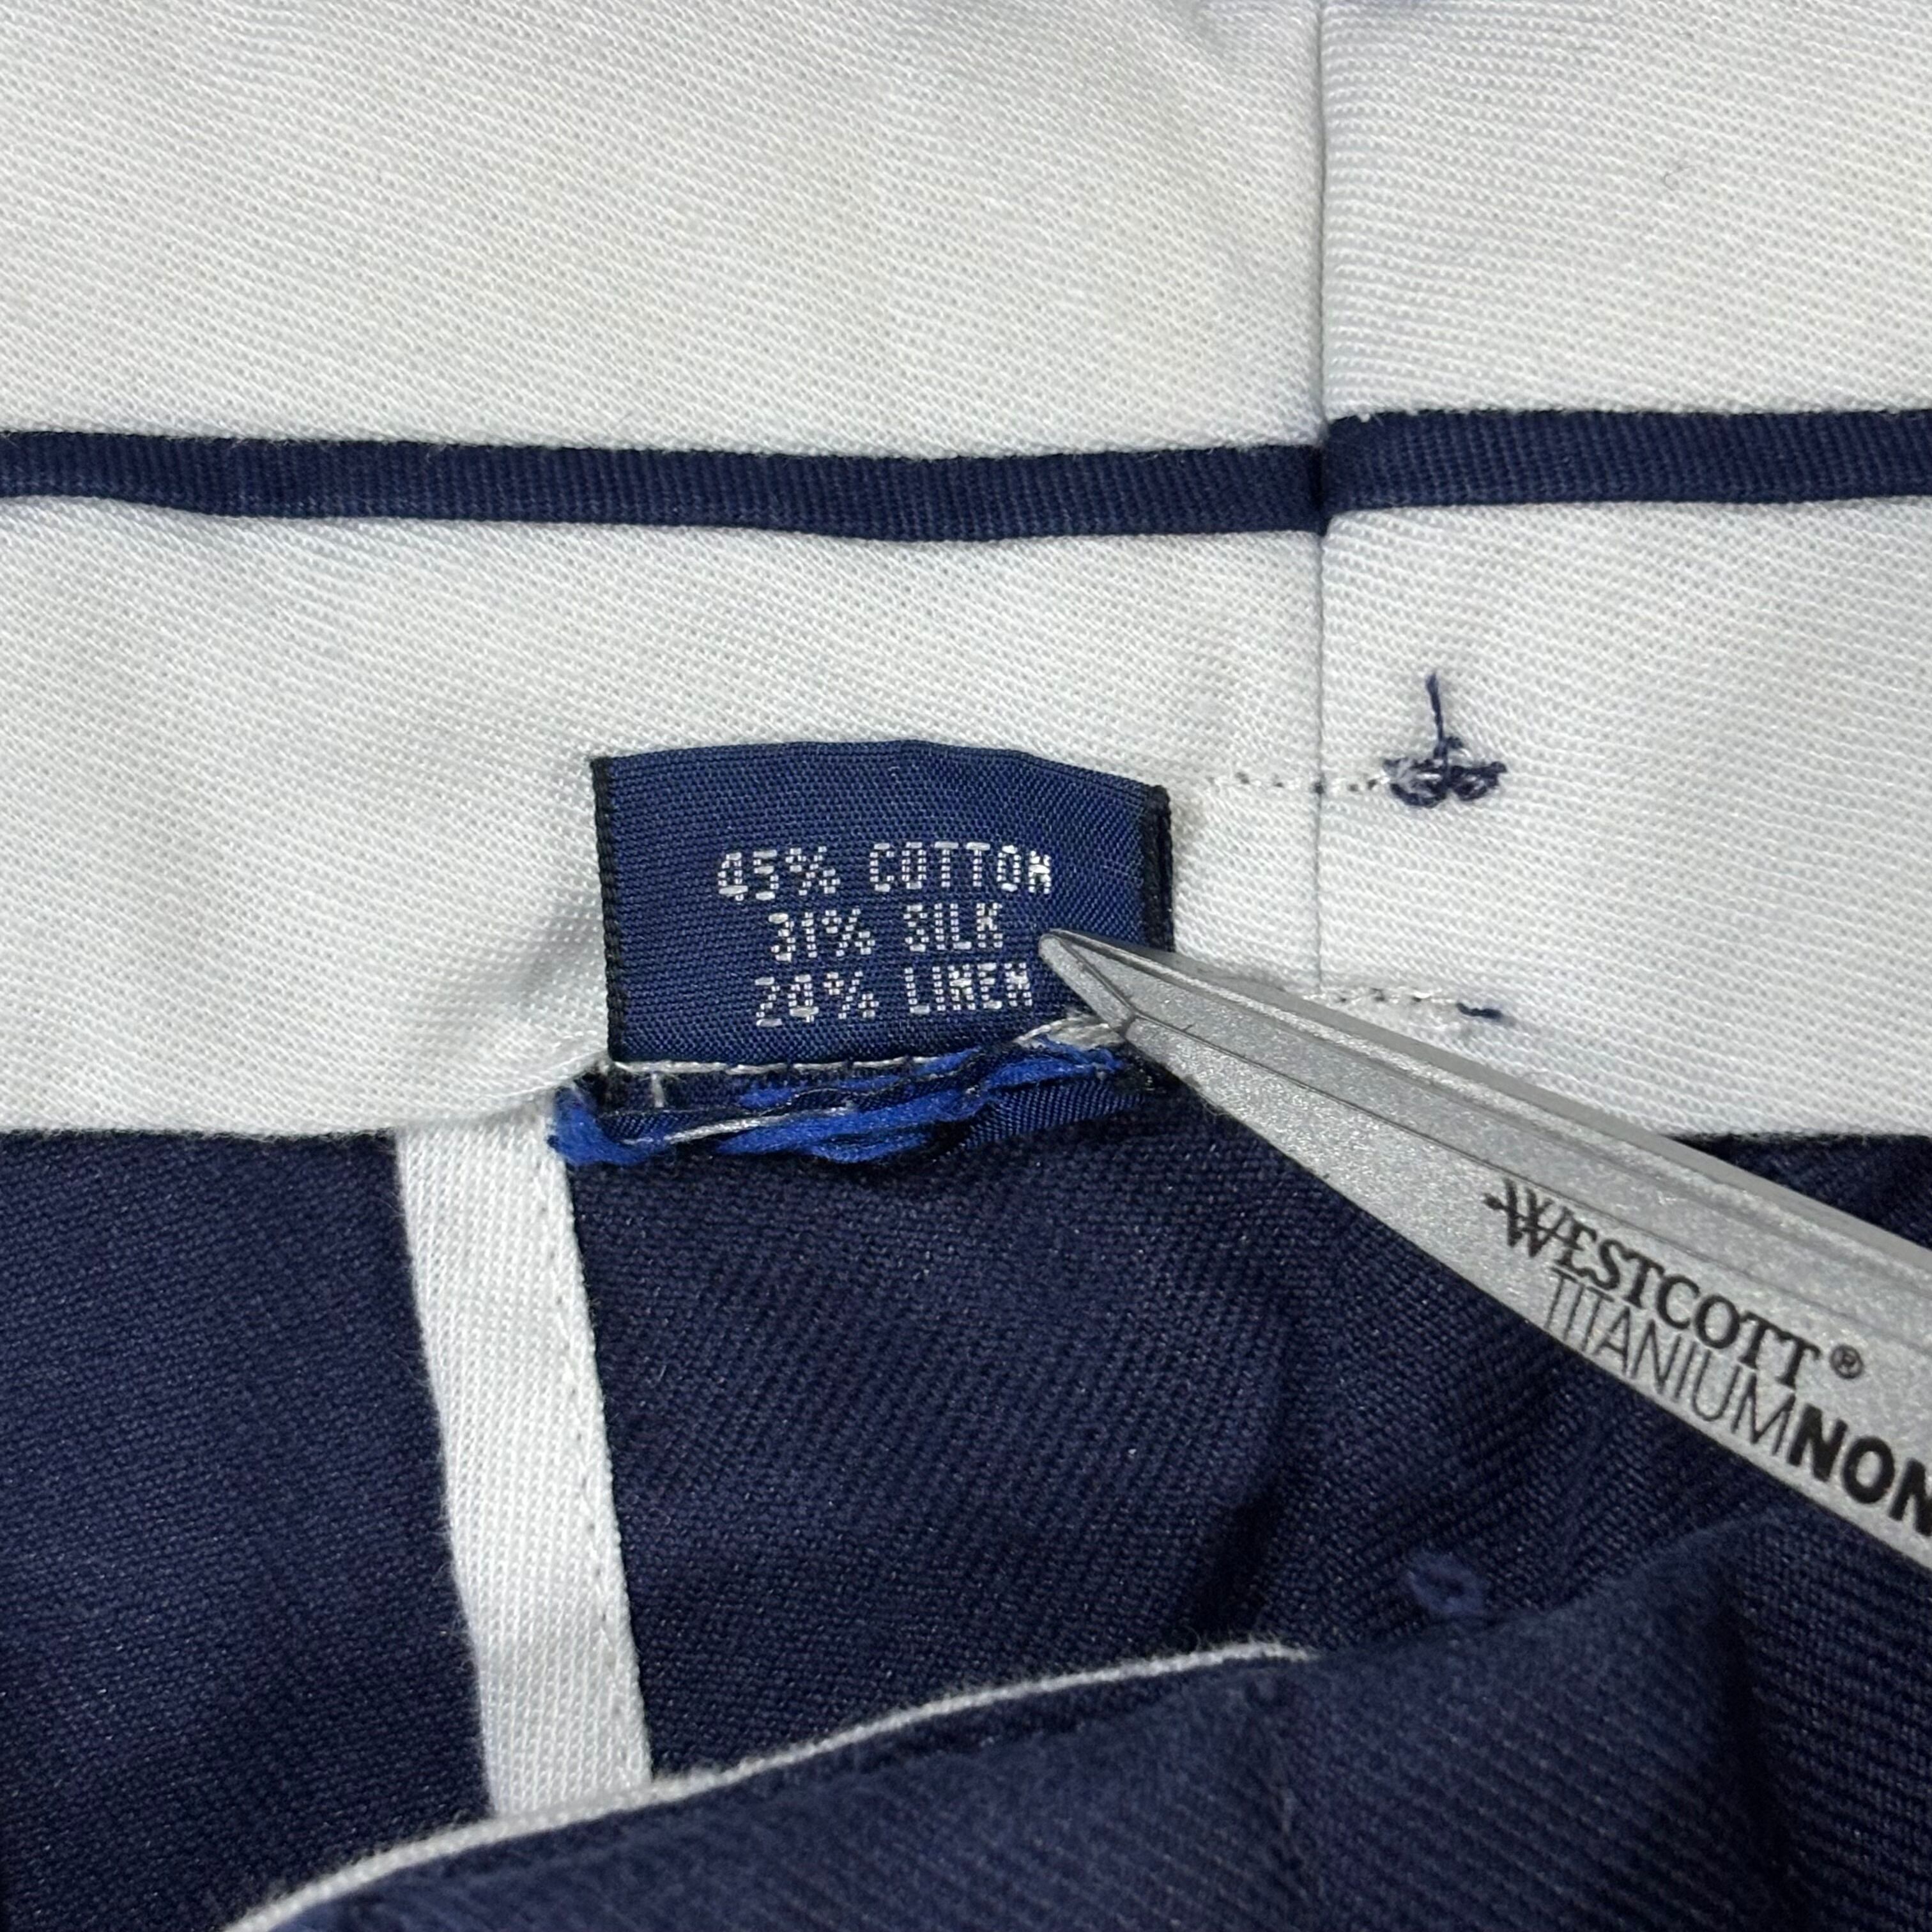 45% COTTON
31% SILK
24% LINEN
WESTCOTT®
TITANIUMNON